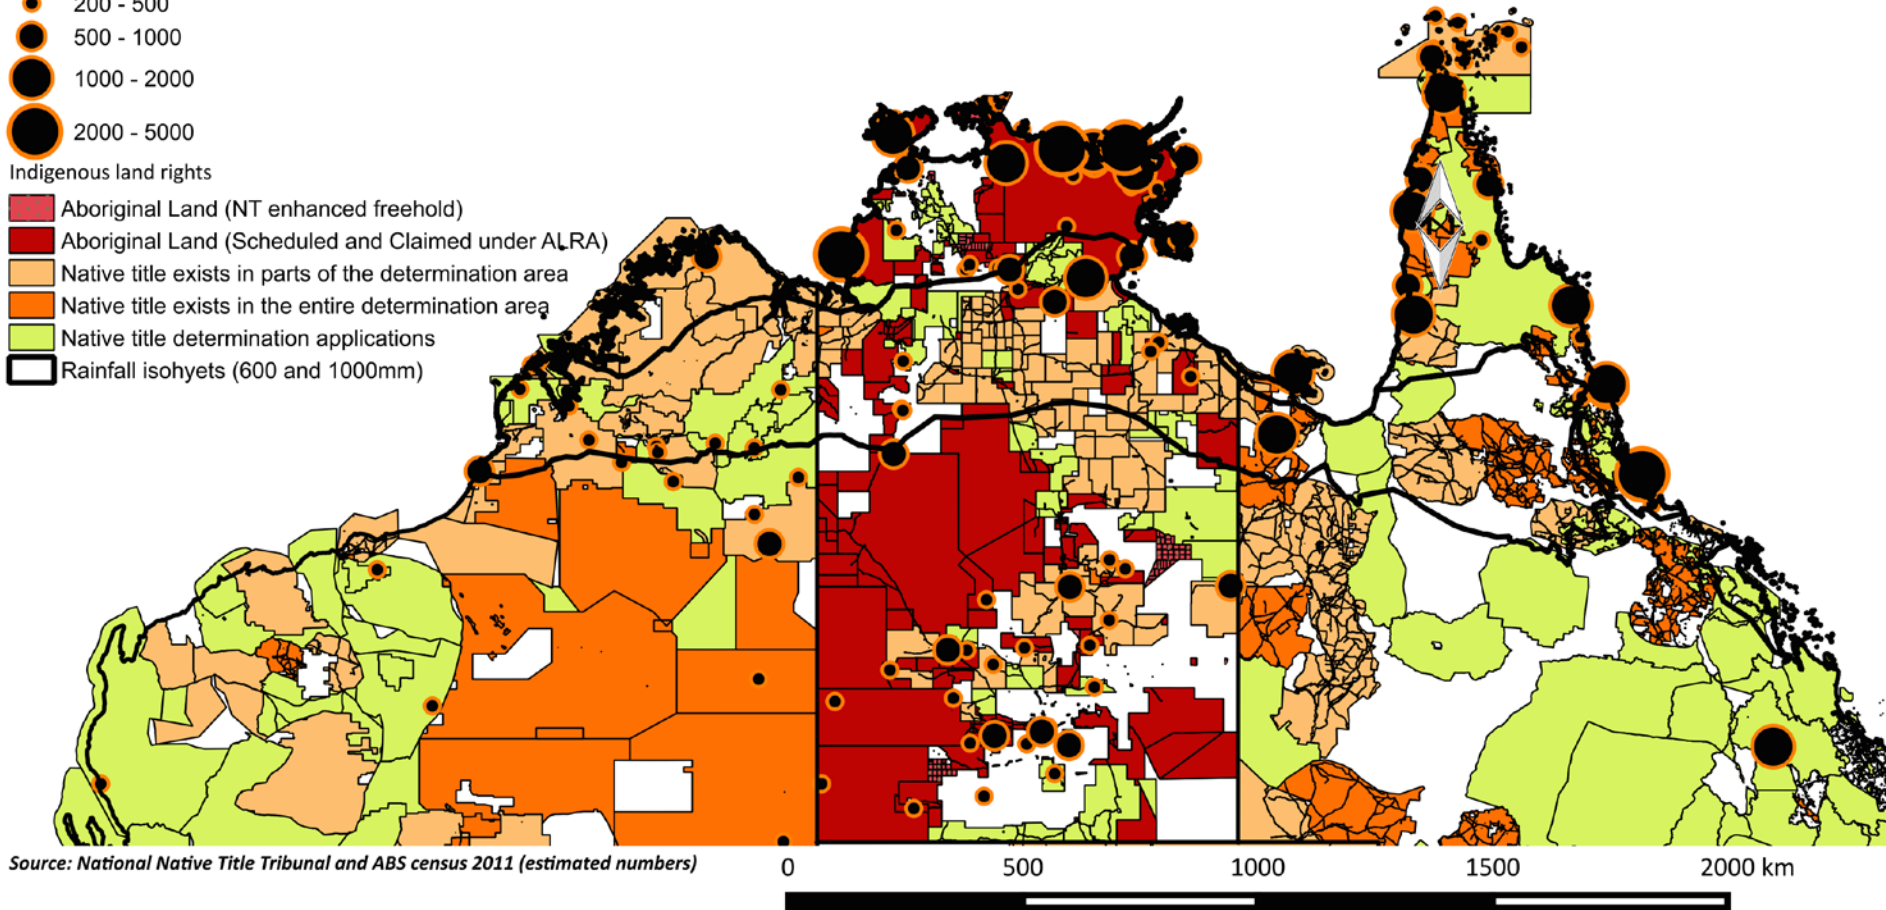 200 - 500
500 - 1000
1000 - 2000
2000 - 5000
Indigenous land rights
Aboriginal Land (NT enhanced freehold)
Aboriginal Land (Scheduled and Claimed under ALRA)
Native title exists in parts of the determination area
Native title exists in the entire determination area
Native title determination applications
Rainfall isohyets (600 and 1000mm)
Source: National Native Title Tribunal and ABS census 2011 (estimated numbers)
0 500 1000 1500 2000 km